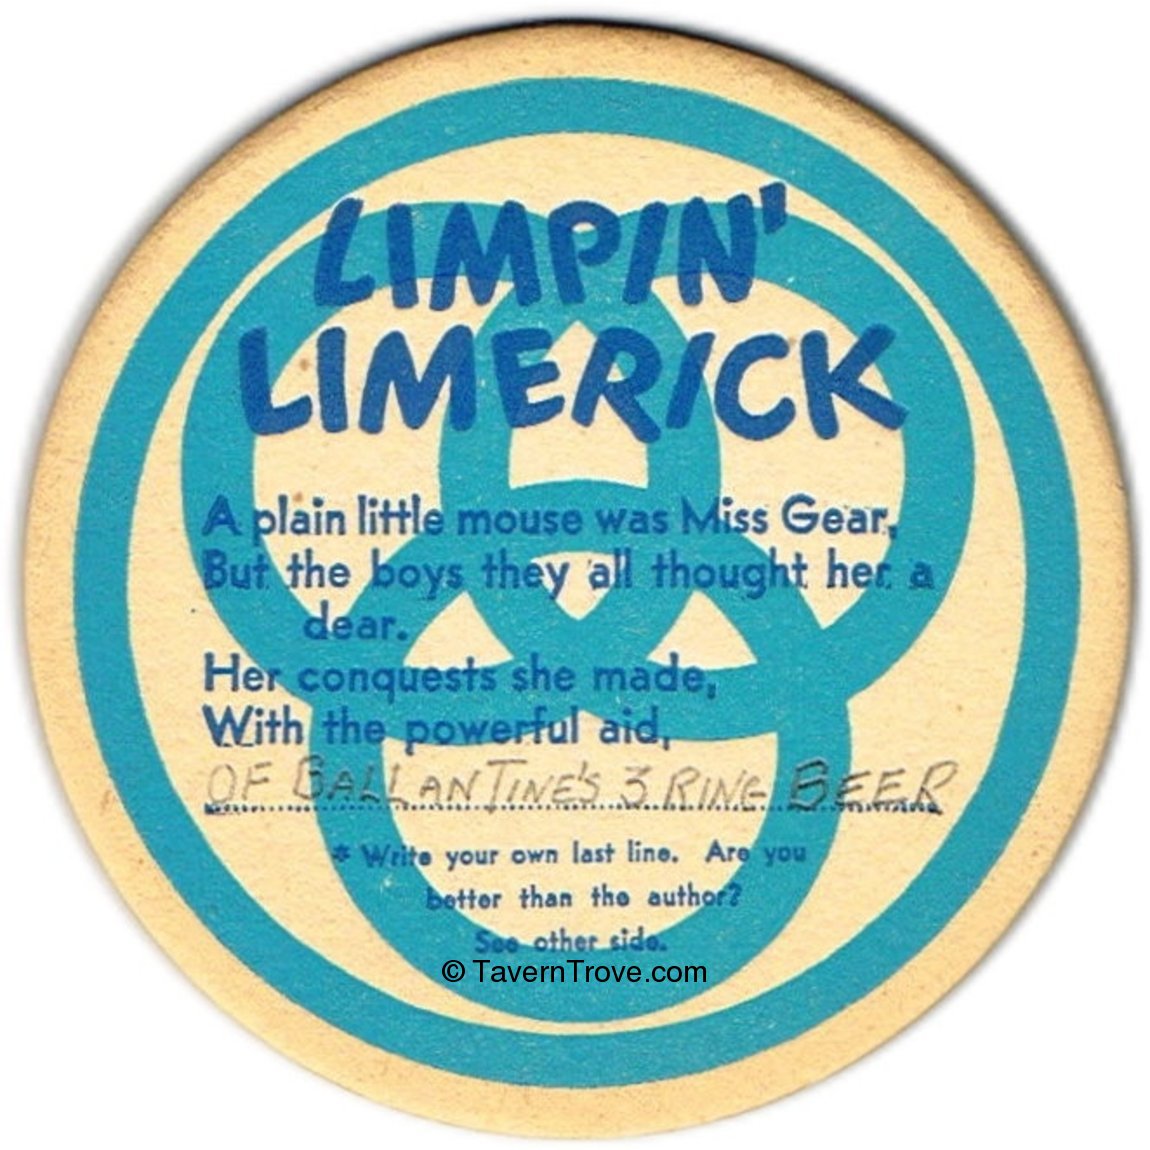 LIMPIN'
LIMERICK
A plain little mouse was Miss Gear,
But the boys they all thought her a
dear.
Her conquests she made,
With the powerful aid,
OF BALLANTINE'S 3 RING BEER
* Write your own last line. Are you
better than the author?
See other side.
© TavernTrove.com